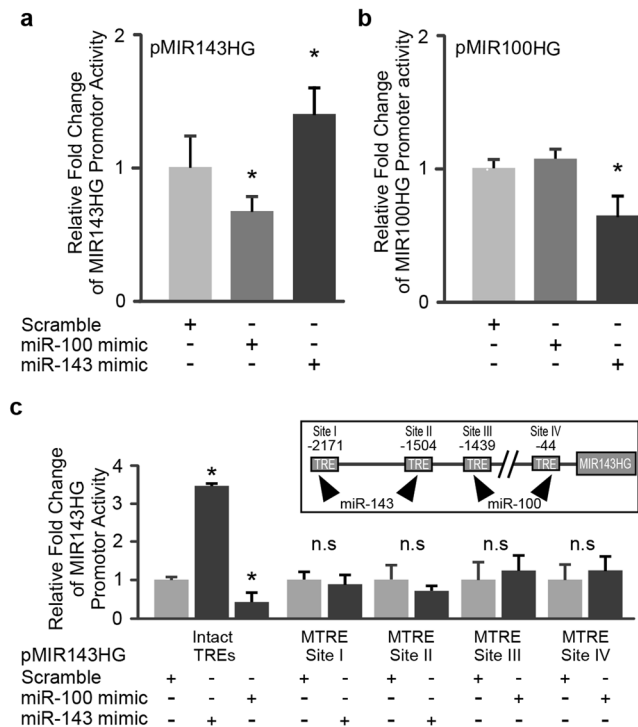 a
pMIR143HG
Relative Fold Change
of MIR143HG Promotor Activity
2
1
0
*
*
Scramble + - -
miR-100 mimic - + -
miR-143 mimic - - +
b
pMIR100HG
Relative Fold Change
of MIR100HG Promoter activity
2
1
0
*
+ - -
- + -
- - +
c
Relative Fold Change
of MIR143HG
Promotor Activity
4
3
2
1
0
*
*
n.s
n.s
n.s
n.s
Site I
-2171
TRE
Site II
-1504
TRE
Site III
-1439
TRE
Site IV
-44
TRE
MIR143HG
miR-143
miR-100
pMIR143HG
Intact
TREs
MTRE
Site I
MTRE
Site II
MTRE
Site III
MTRE
Site IV
Scramble + - - + - + - + - + -
miR-100 mimic - - + - - - - - + - +
miR-143 mimic - + - - + - + - - - -